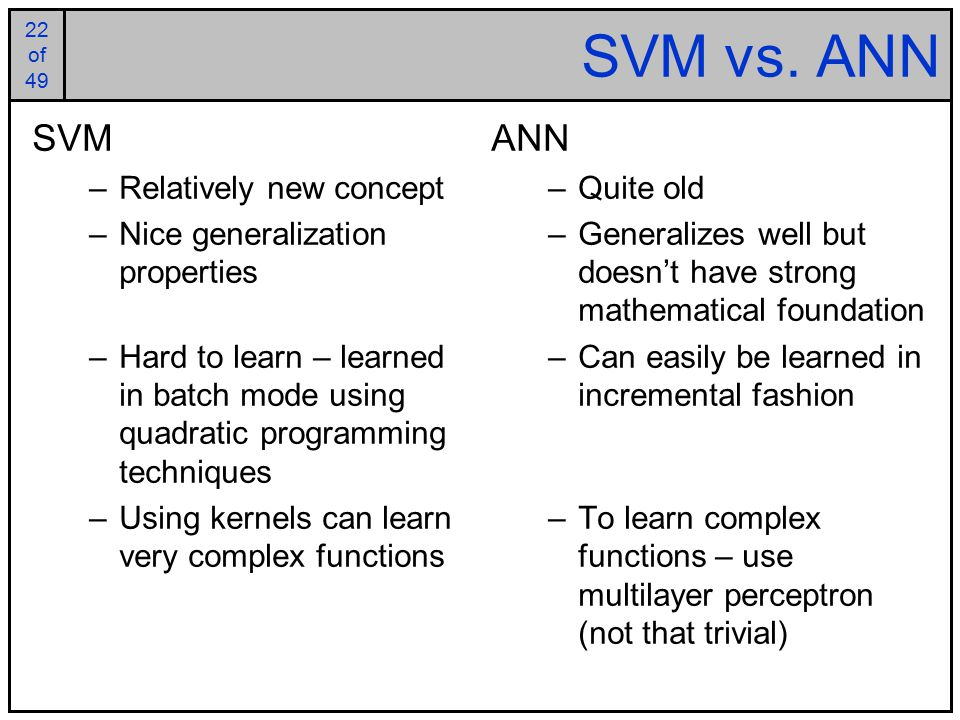 22
of
49
SVM vs. ANN
SVM
– Relatively new concept
– Nice generalization
properties
– Hard to learn – learned
in batch mode using
quadratic programming
techniques
– Using kernels can learn
very complex functions
ANN
– Quite old
– Generalizes well but
doesn’t have strong
mathematical foundation
– Can easily be learned in
incremental fashion
– To learn complex
functions – use
multilayer perceptron
(not that trivial)